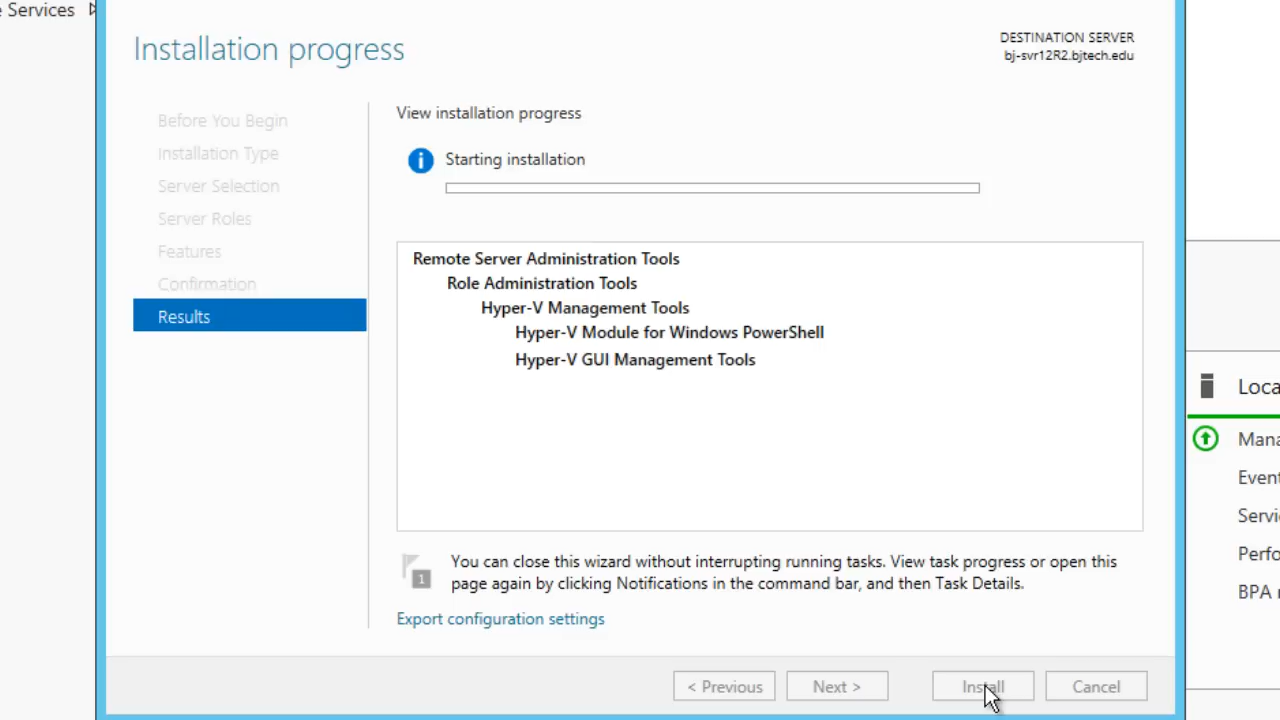 e Services
Installation progress
DESTINATION SERVER
bj-svr12R2.bjtech.edu
Before You Begin
Installation Type
Server Selection
Server Roles
Features
Confirmation
Results
View installation progress
Starting installation
Remote Server Administration Tools
Role Administration Tools
Hyper-V Management Tools
Hyper-V Module for Windows PowerShell
Hyper-V GUI Management Tools
1
You can close this wizard without interrupting running tasks. View task progress or open this
page again by clicking Notifications in the command bar, and then Task Details.
Export configuration settings
< Previous
Next >
Install
Cancel
Loca
Mana
Event
Servi
Perfo
BPA r